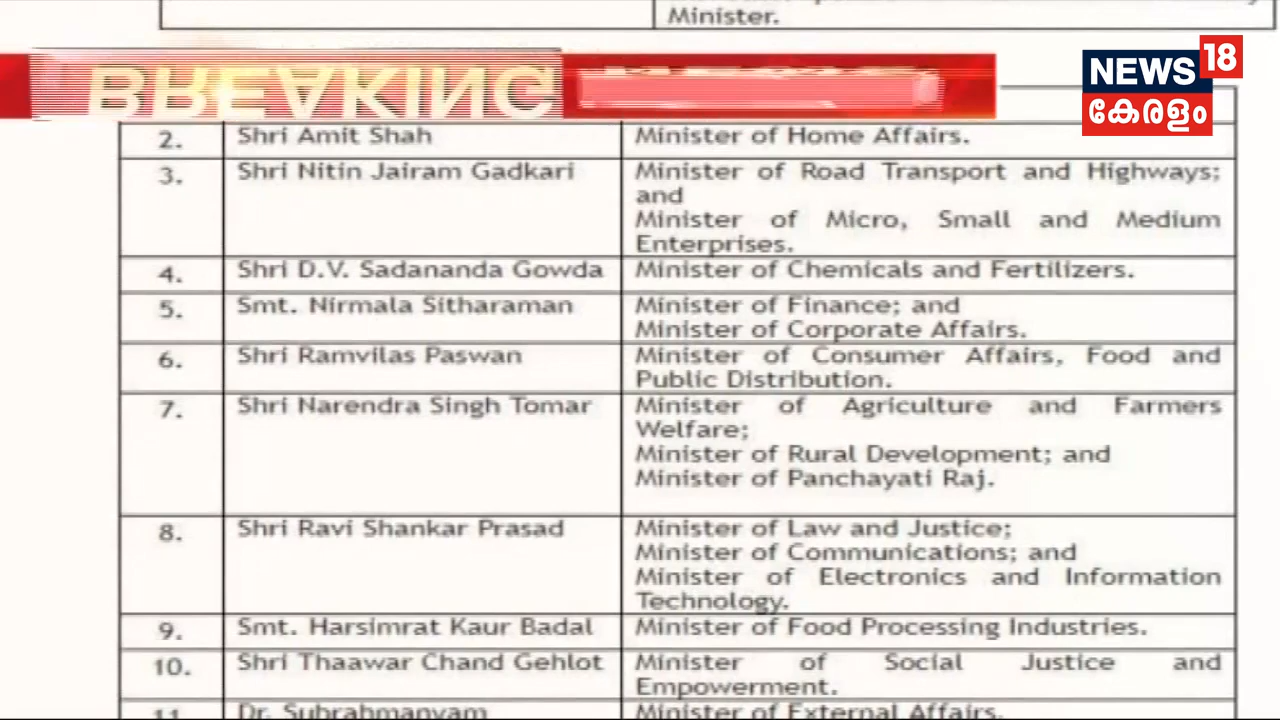 Minister.
BREAKING
NEWS 18
കേരളം
2. Shri Amit Shah Minister of Home Affairs.
3. Shri Nitin Jairam Gadkari Minister of Road Transport and Highways;
and
Minister of Micro, Small and Medium
Enterprises.
4. Shri D.V. Sadananda Gowda Minister of Chemicals and Fertilizers.
5. Smt. Nirmala Sitharaman Minister of Finance; and
Minister of Corporate Affairs.
6. Shri Ramvilas Paswan Minister of Consumer Affairs, Food and
Public Distribution.
7. Shri Narendra Singh Tomar Minister of Agriculture and Farmers
Welfare;
Minister of Rural Development; and
Minister of Panchayati Raj.
8. Shri Ravi Shankar Prasad Minister of Law and Justice;
Minister of Communications; and
Minister of Electronics and Information
Technology.
9. Smt. Harsimrat Kaur Badal Minister of Food Processing Industries.
10. Shri Thaawar Chand Gehlot Minister of Social Justice and
Empowerment.
11. Dr. Subrahmanyam Minister of External Affairs.